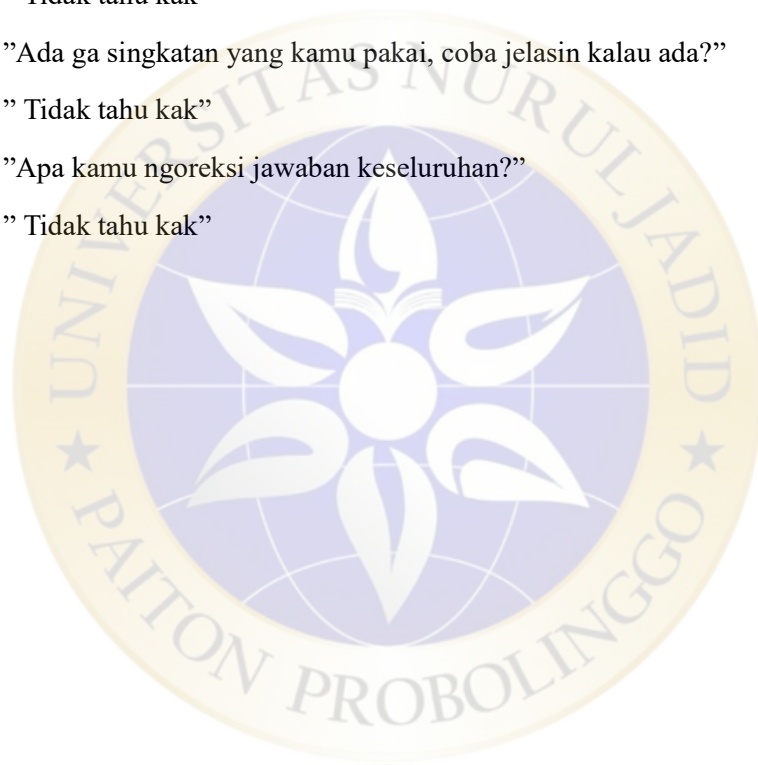 ”Ada ga singkatan yang kamu pakai, coba jelasin kalau ada?”
” Tidak tahu kak”
”Apa kamu ngoreksi jawaban keseluruhan?”
” Tidak tahu kak”
UNIVERSITAS NURUL JADID
PAITON PROBOLINGGO